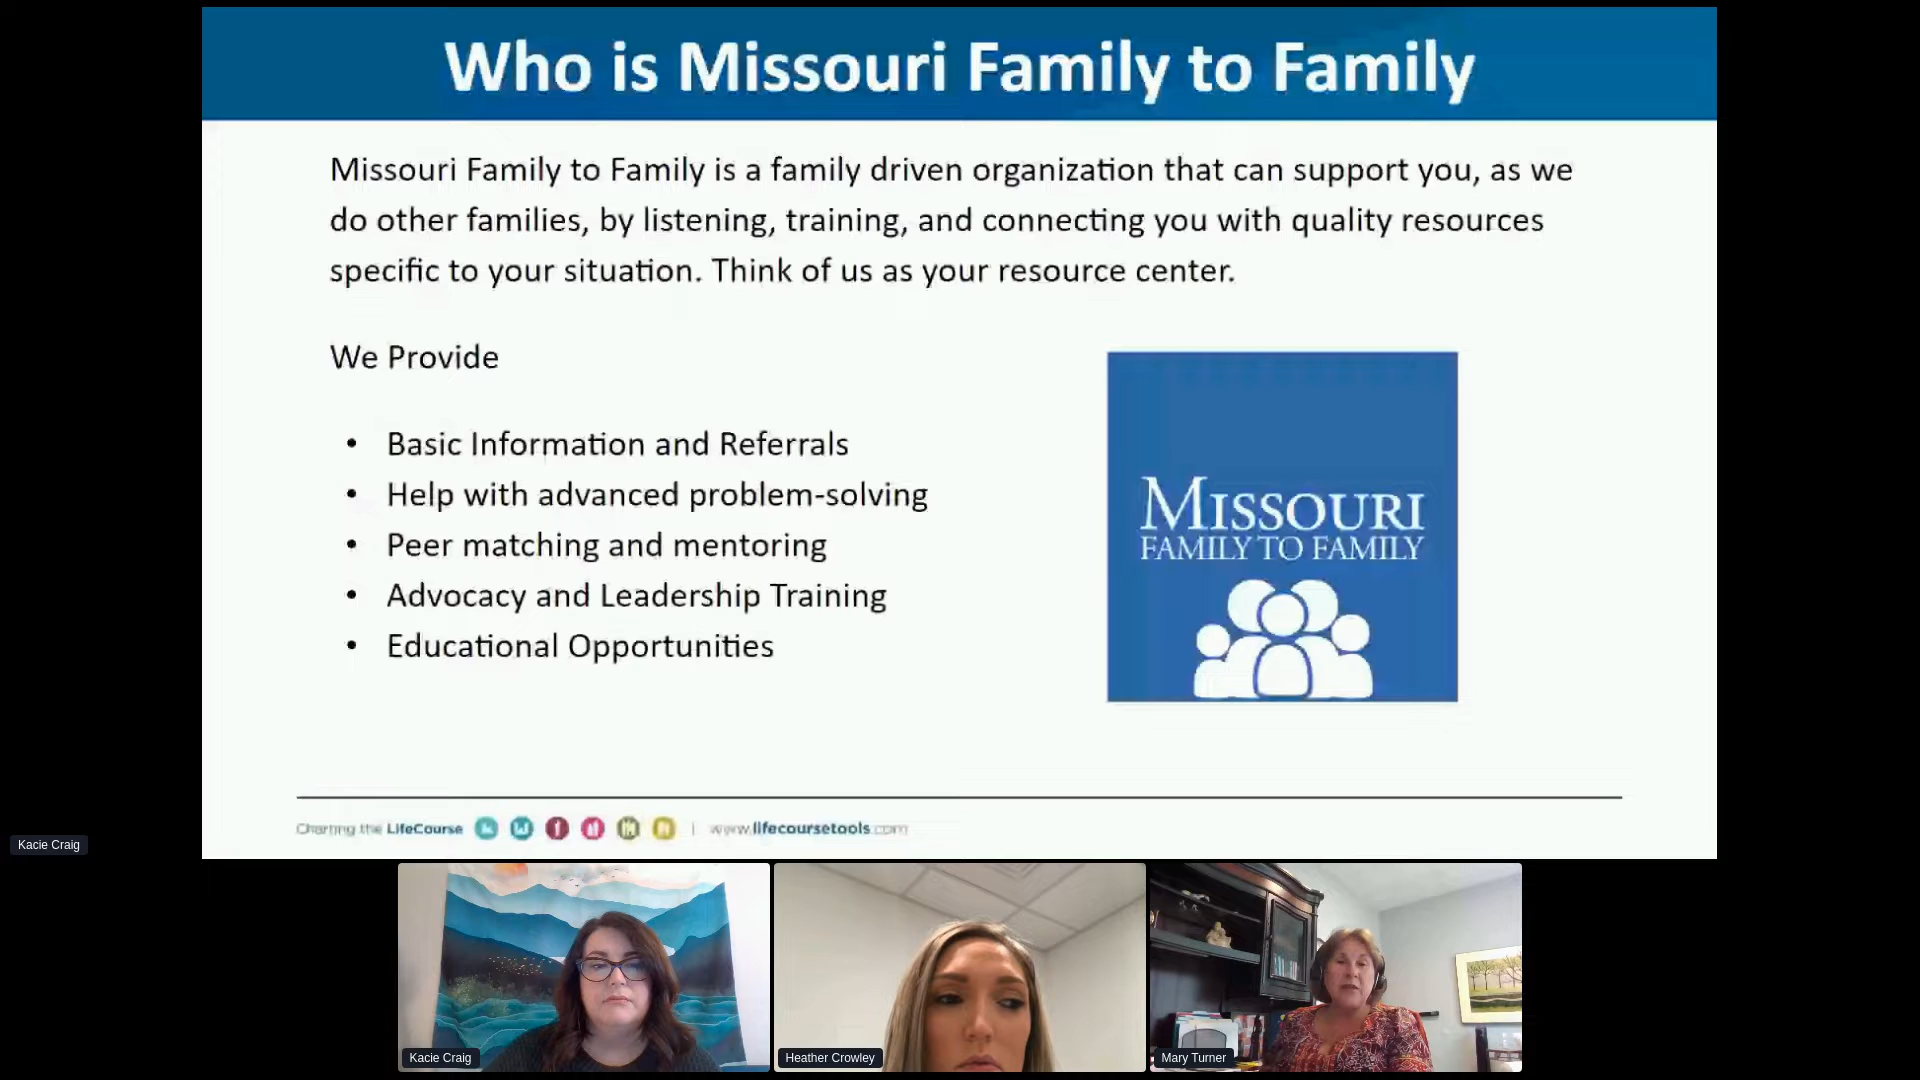 Who is Missouri Family to Family
Missouri Family to Family is a family driven organization that can support you, as we
do other families, by listening, training, and connecting you with quality resources
specific to your situation. Think of us as your resource center.
We Provide
• Basic Information and Referrals
• Help with advanced problem-solving
• Peer matching and mentoring
• Advocacy and Leadership Training
• Educational Opportunities
MISSOURI
FAMILY TO FAMILY
Charting the LifeCourse | www.lifecoursetools.com
Kacie Craig
Kacie Craig
Heather Crowley
Mary Turner